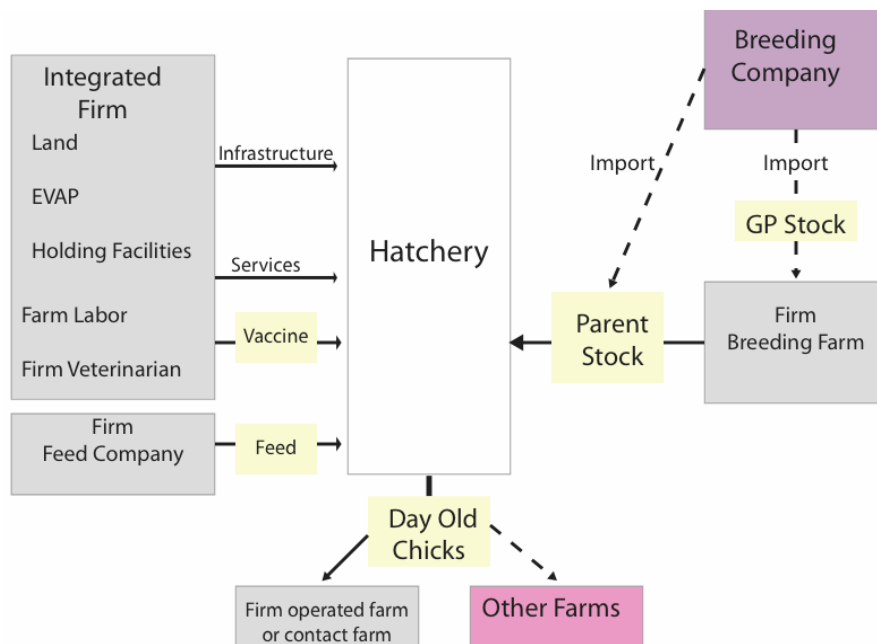 Integrated
Firm
Land
EVAP
Holding Facilities
Farm Labor
Firm Veterinarian
Firm
Feed Company
Infrastructure
Services
Vaccine
Feed
Hatchery
Breeding
Company
Import
Import
GP Stock
Parent
Stock
Firm
Breeding Farm
Day Old
Chicks
Firm operated farm
or contact farm
Other Farms